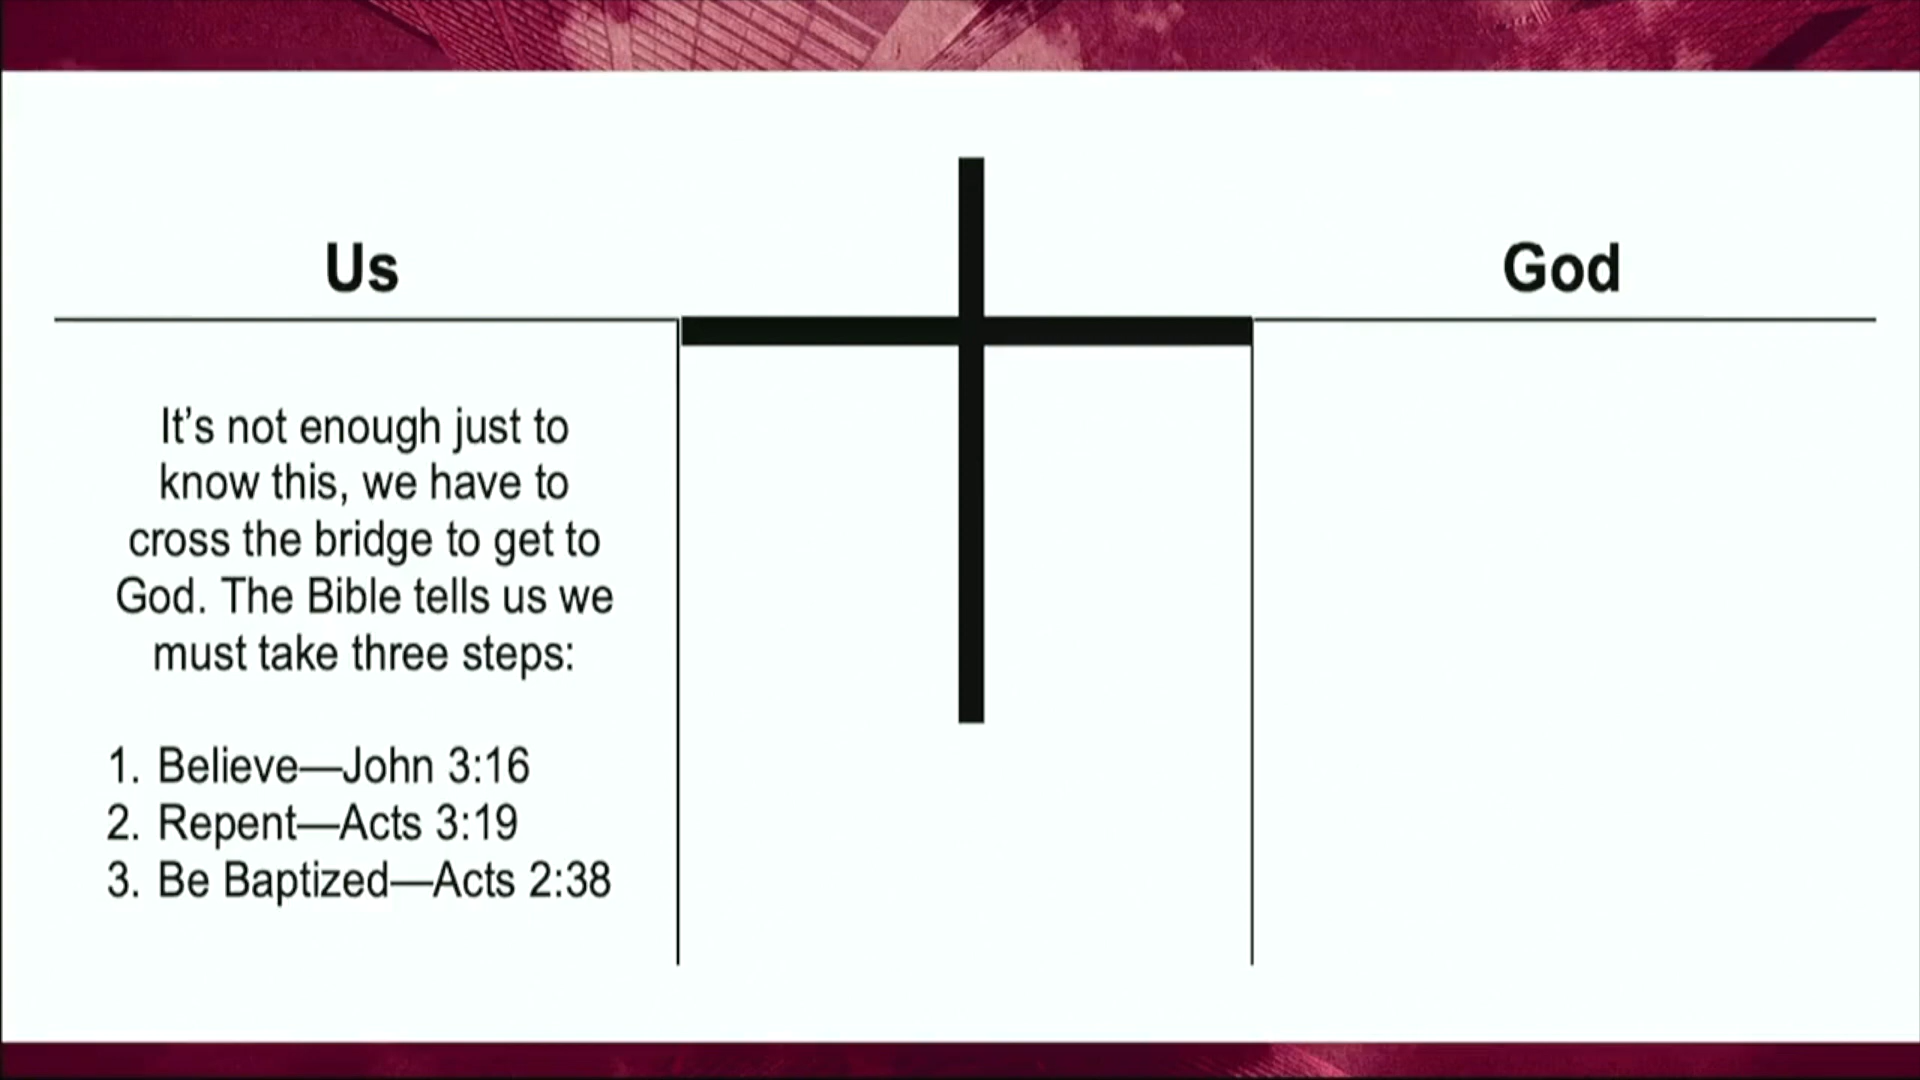 Us
God
It’s not enough just to
know this, we have to
cross the bridge to get to
God. The Bible tells us we
must take three steps:
1. Believe—John 3:16
2. Repent—Acts 3:19
3. Be Baptized—Acts 2:38